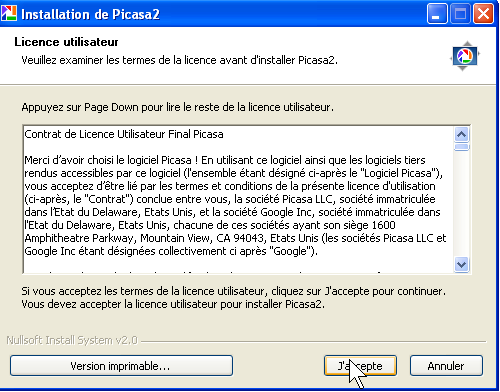 Installation de Picasa2
Licence utilisateur
Veuillez examiner les termes de la licence avant d'installer Picasa2.
Appuyez sur Page Down pour lire le reste de la licence utilisateur.
Contrat de Licence Utilisateur Final Picasa
Merci d’avoir choisi le logiciel Picasa ! En utilisant ce logiciel ainsi que les logiciels tiers
rendus accessibles par ce logiciel (l'ensemble étant désigné ci-après le "Logiciel Picasa"),
vous acceptez d’être lié par les termes et conditions de la présente licence d’utilisation
(ci-après, le "Contrat") conclue entre vous, la société Picasa LLC, société immatriculée
dans l’Etat du Delaware, Etats Unis, et la société Google Inc, société immatriculée dans
l’Etat du Delaware, Etats Unis, chacune de ces sociétés ayant son siège 1600
Amphitheatre Parkway, Mountain View, CA 94043, Etats Unis (les sociétés Picasa LLC et
Google Inc étant désignées collectivement ci après "Google").
Si vous acceptez les termes de la licence utilisateur, cliquez sur J'accepte pour continuer.
Vous devez accepter la licence utilisateur pour installer Picasa2.
Nullsoft Install System v2.0
Version imprimable...
J'accepte
Annuler